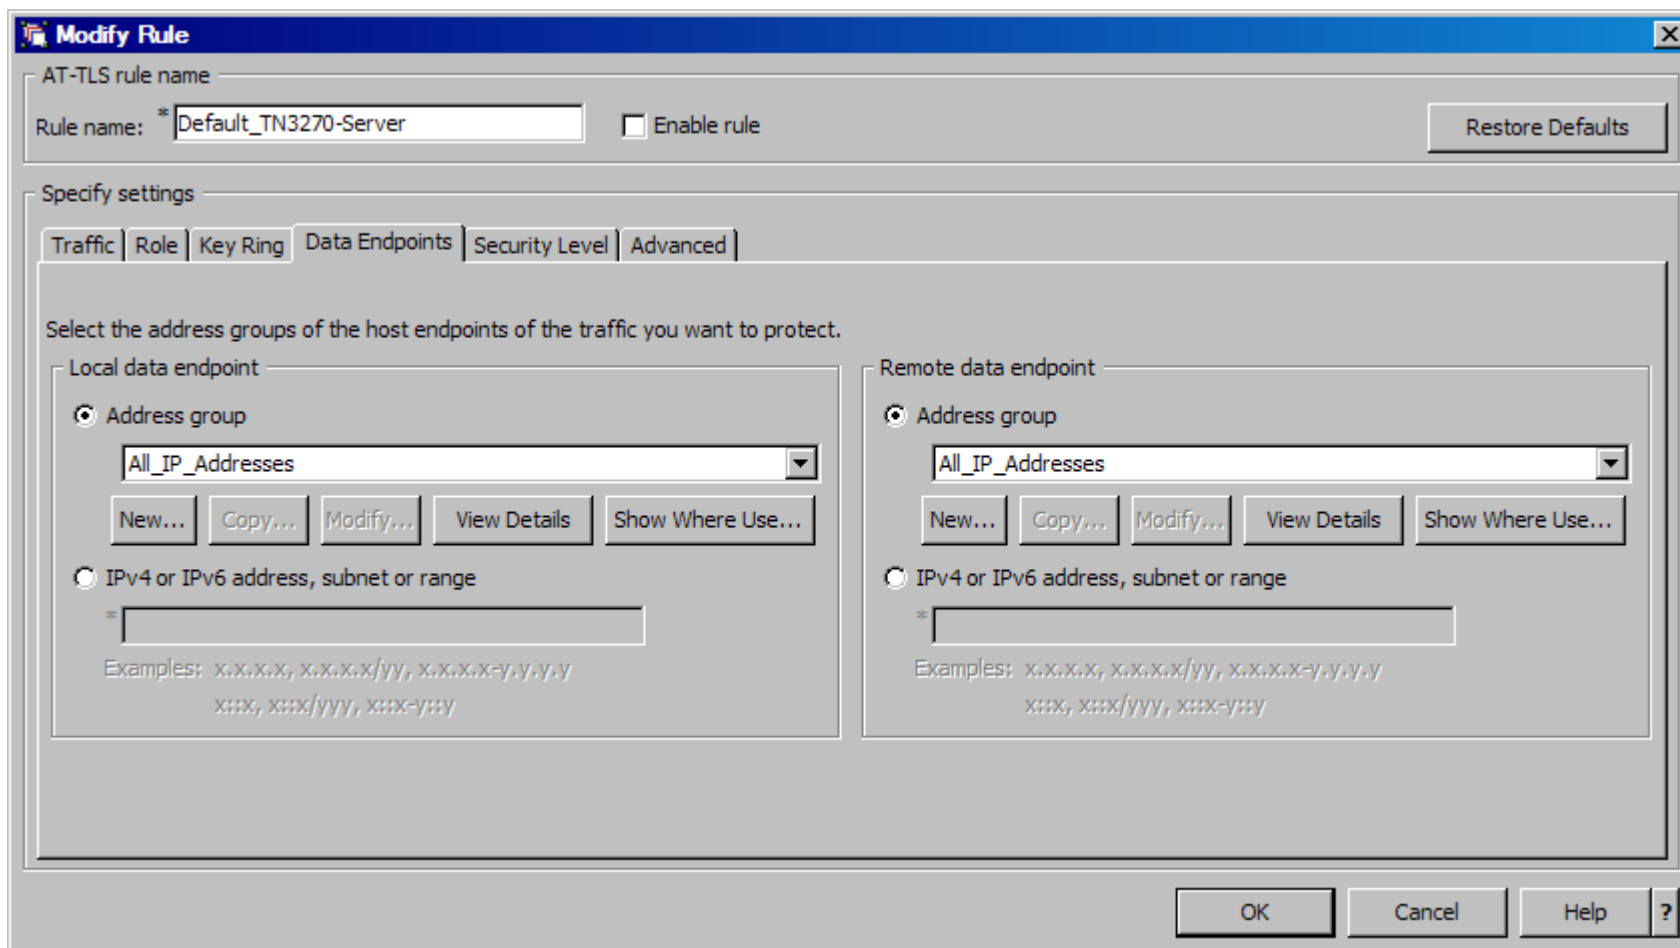 Modify Rule
AT-TLS rule name
Rule name: * Default_TN3270-Server Enable rule Restore Defaults
Specify settings
Traffic Role Key Ring Data Endpoints Security Level Advanced
Select the address groups of the host endpoints of the traffic you want to protect.
Local data endpoint
Address group
All_IP_Addresses
New... Copy... Modify... View Details Show Where Use...
IPv4 or IPv6 address, subnet or range
*
Examples: x.x.x.x, x.x.x.x/yy, x.x.x.x-y.y.y.y
x::x, x::x/yyy, x::x-y::y
Remote data endpoint
Address group
All_IP_Addresses
New... Copy... Modify... View Details Show Where Use...
IPv4 or IPv6 address, subnet or range
*
Examples: x.x.x.x, x.x.x.x/yy, x.x.x.x-y.y.y.y
x::x, x::x/yyy, x::x-y::y
OK Cancel Help ?